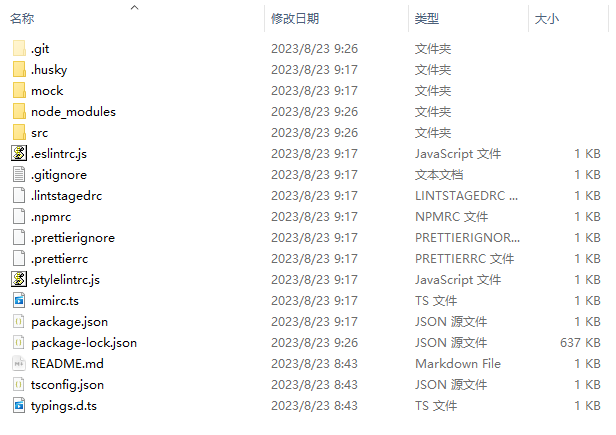 名称 修改日期 类型 大小
.git 2023/8/23 9:26 文件夹
.husky 2023/8/23 9:17 文件夹
mock 2023/8/23 9:17 文件夹
node_modules 2023/8/23 9:26 文件夹
src 2023/8/23 9:26 文件夹
.eslintrc.js 2023/8/23 9:17 JavaScript 文件 1 KB
.gitignore 2023/8/23 9:17 文本文档 1 KB
.lintstagedrc 2023/8/23 9:17 LINTSTAGEDRC ... 1 KB
.npmrc 2023/8/23 9:17 NPMRC 文件 1 KB
.prettierignore 2023/8/23 9:17 PRETTIERIGNOR... 1 KB
.prettierrc 2023/8/23 9:17 PRETTIERRC 文件 1 KB
.stylelintrc.js 2023/8/23 9:17 JavaScript 文件 1 KB
.umirc.ts 2023/8/23 9:17 TS 文件 1 KB
package.json 2023/8/23 9:17 JSON 源文件 1 KB
package-lock.json 2023/8/23 9:26 JSON 源文件 637 KB
README.md 2023/8/23 8:43 Markdown File 1 KB
tsconfig.json 2023/8/23 8:43 JSON 源文件 1 KB
typings.d.ts 2023/8/23 8:43 TS 文件 1 KB